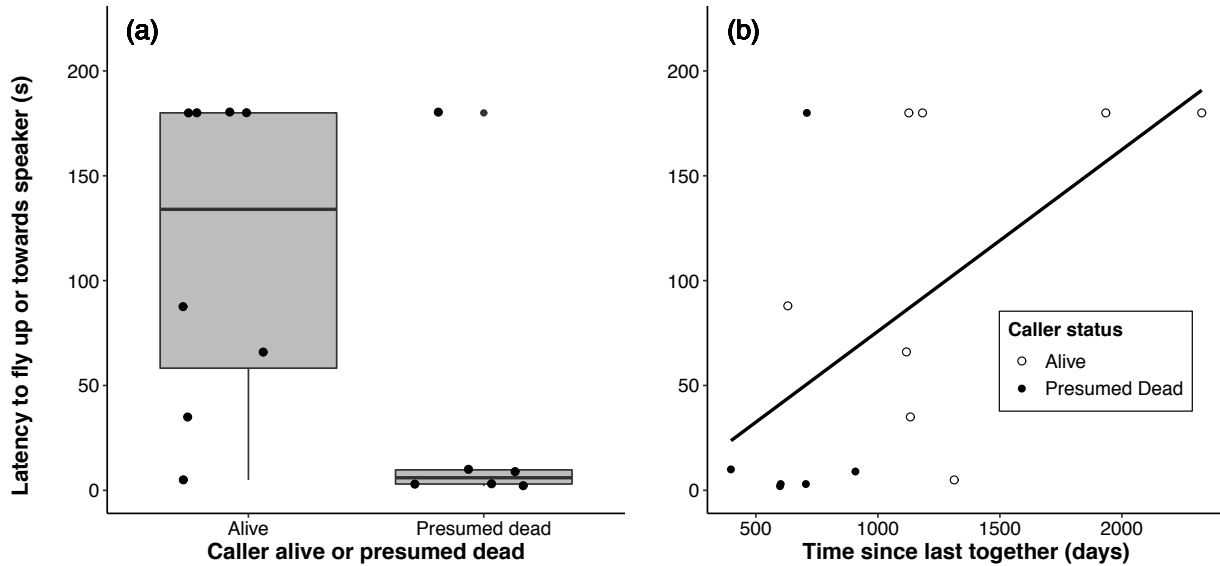 (a)
Latency to fly up or towards speaker (s)
200
150
100
50
0
Alive
Presumed dead
Caller alive or presumed dead
(b)
200
150
100
50
0
Caller status
Alive
Presumed Dead
500
1000
1500
2000
Time since last together (days)